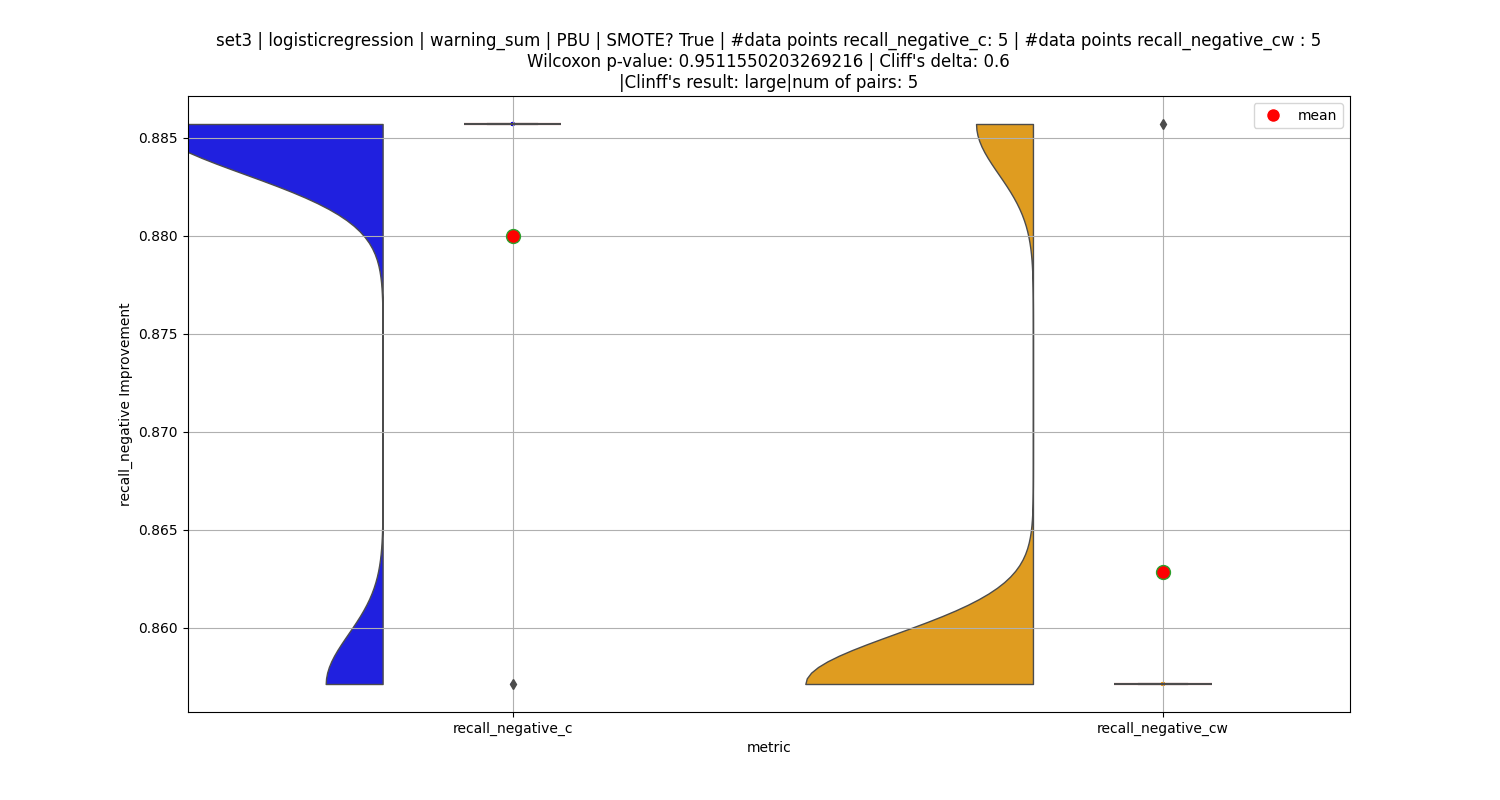 set3 | logisticregression | warning_sum | PBU | SMOTE? True | #data points recall_negative_c: 5 | #data points recall_negative_cw : 5
Wilcoxon p-value: 0.9511550203269216 | Cliff's delta: 0.6
|Clinff's result: large|num of pairs: 5
mean
0.885
0.880
0.875
0.870
0.865
0.860
recall_negative Improvement
recall_negative_c
recall_negative_cw
metric